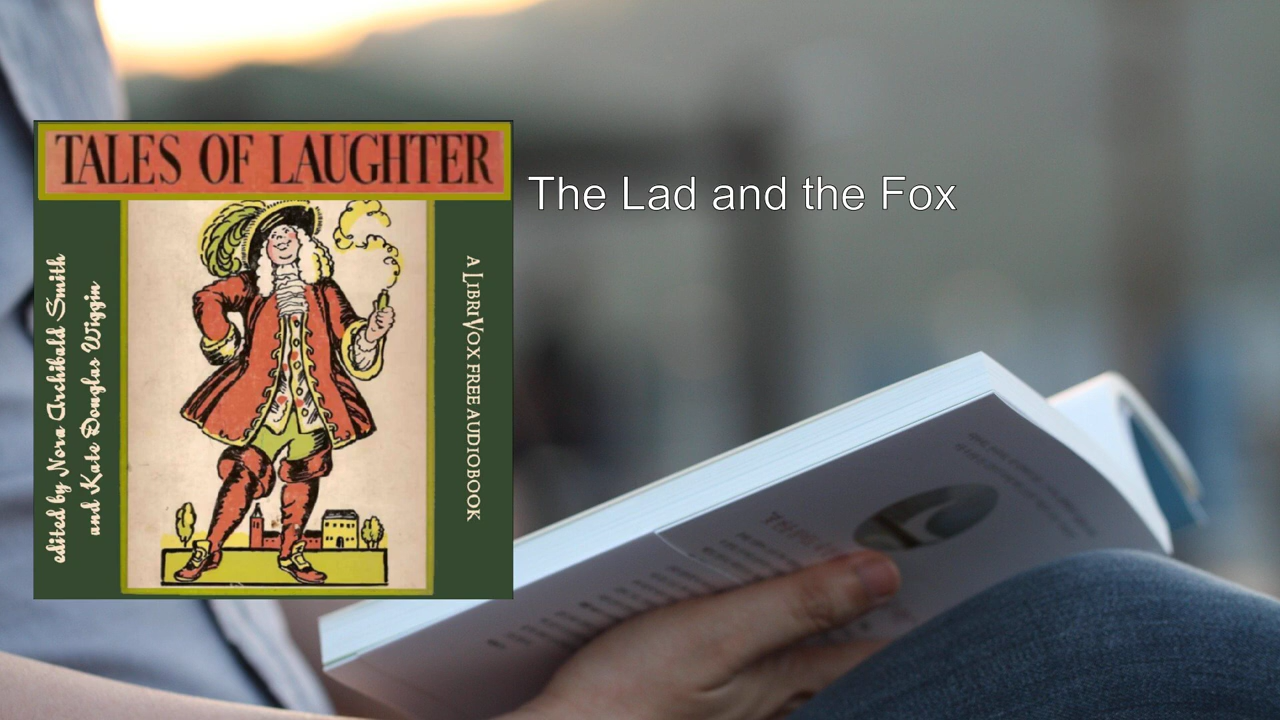 TALES OF LAUGHTER
edited by Nora Archibald Smith
and Kate Douglas Wiggin
A LIBRIVOX FREE AUDIOBOOK
The Lad and the Fox